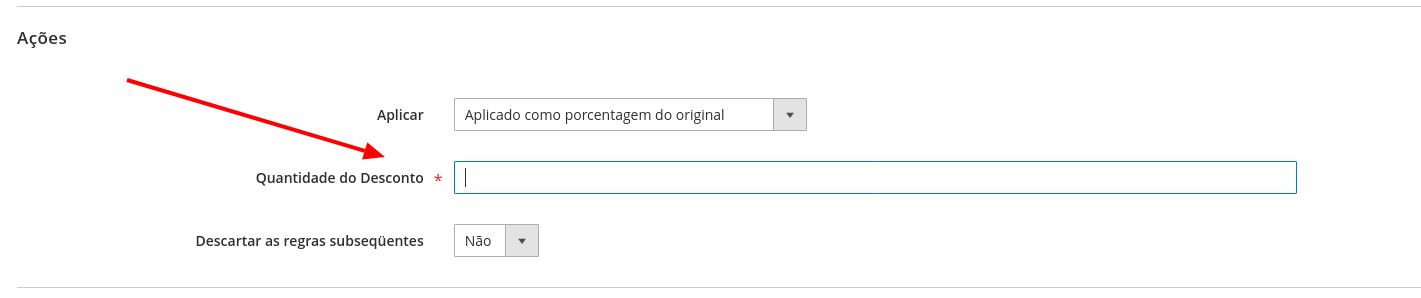 Ações
Aplicar Aplicado como porcentagem do original
Quantidade do Desconto *
Descartar as regras subseqüentes Não